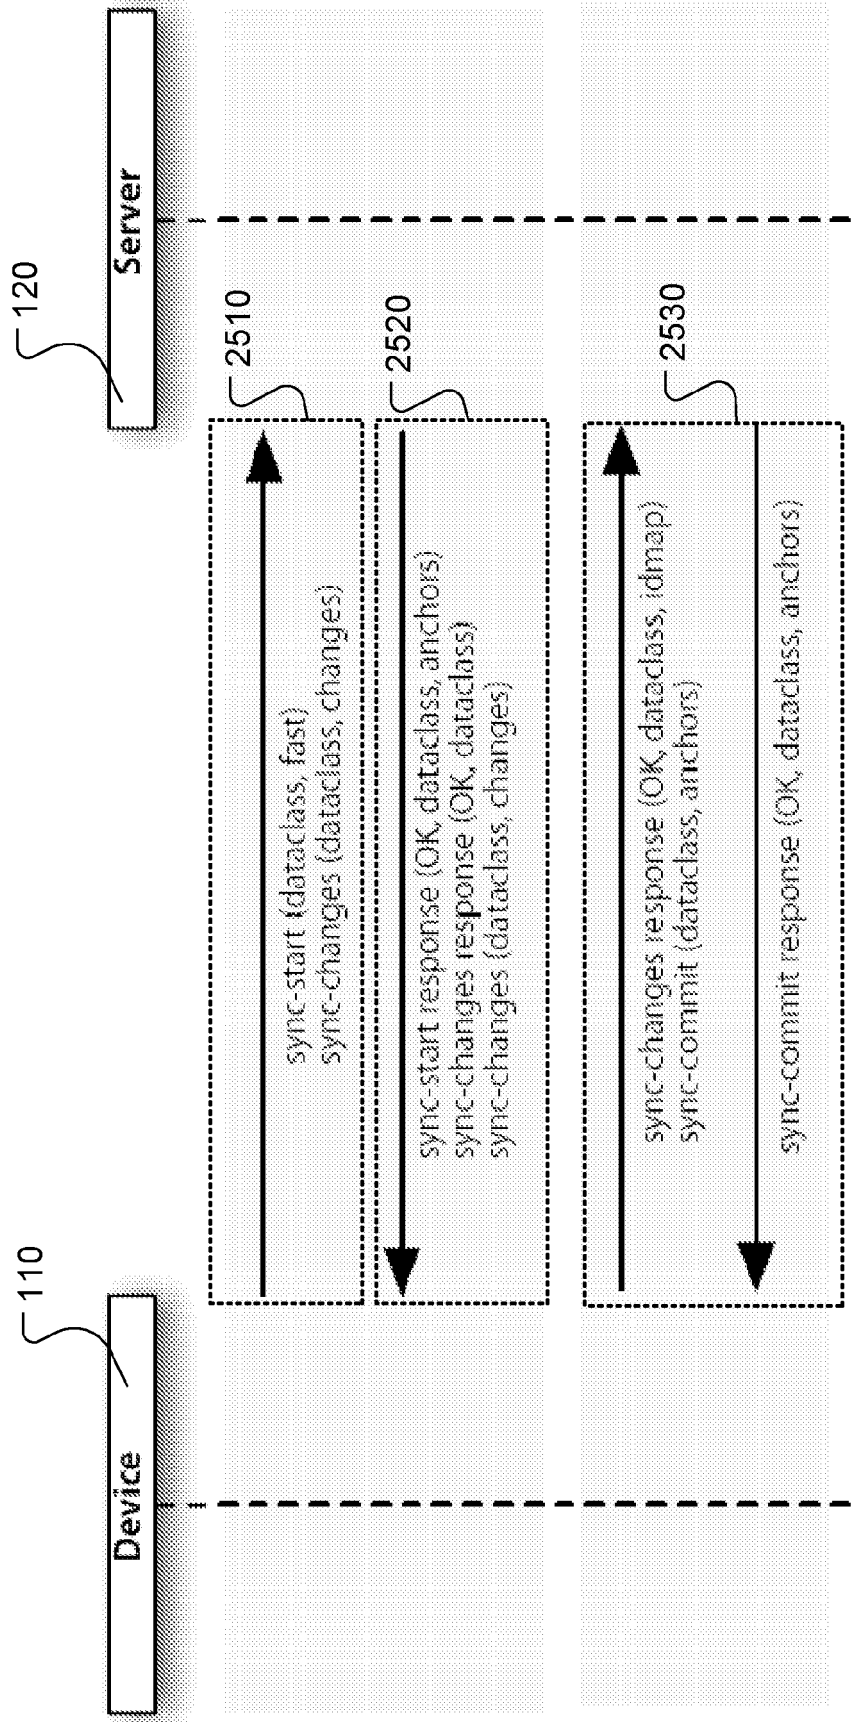 110
120
Device
Server
2510
sync-start (dataclass, fast)
sync-changes (dataclass, changes)
2520
sync-start response (OK, dataclass, anchors)
sync-changes response (OK, dataclass)
sync-changes (dataclass, changes)
2530
sync-changes response (OK, dataclass, idmap)
sync-commit (dataclass, anchors)
sync-commit response (OK, dataclass, anchors)